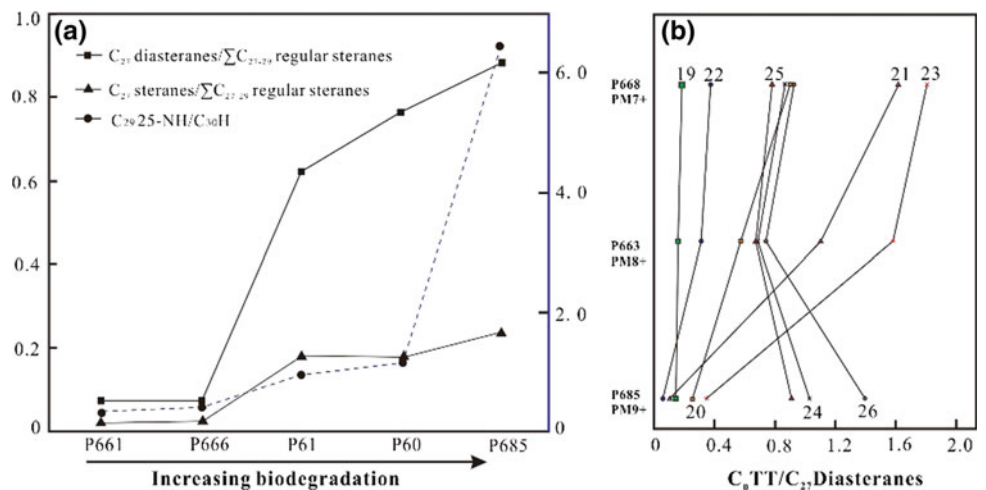 (a)
1.0
0.8
0.6
0.4
0.2
0
6.0
4.0
2.0
0
C₂₇ diasteranes/∑C₂₇₋₂₉ regular steranes
C₂₇ steranes/∑C₂₇₋₂₉ regular steranes
C₂₉25-NH/C₃₀H
P661 P666 P61 P60 P685
Increasing biodegradation
(b)
P668
PM7+
P663
PM8+
P685
PM9+
19 22 25 21 23
20 24 26
0 0.4 0.8 1.2 1.6 2.0
CₙTT/C₂₇Diasteranes